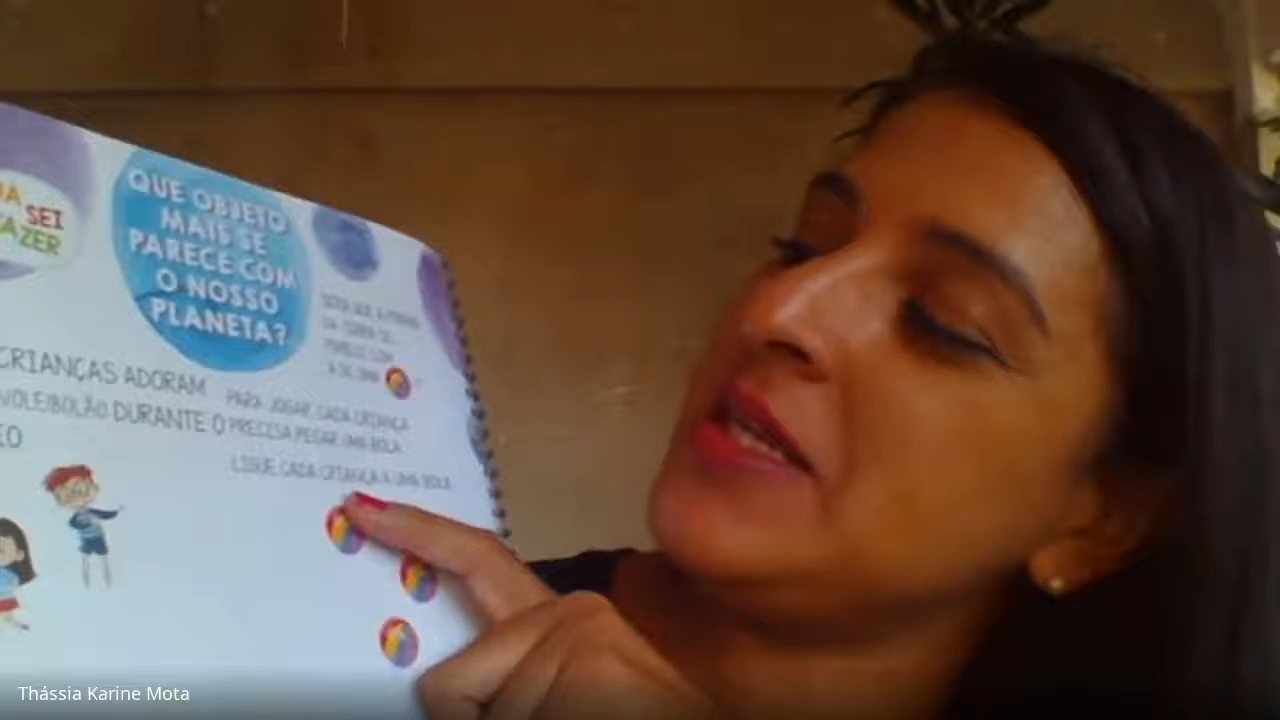 SEI
AZER
QUE OBJETO
MAIS SE
PARECE COM
O NOSSO
PLANETA?
CRIANÇAS ADORAM
VOLEIBOLÃO DURANTE O
PARA JOGAR, CADA CRIANÇA
PRECISA PEGAR UMA BOLA
LIGUE CADA CRIANÇA A UMA BOLA
Thássia Karine Mota